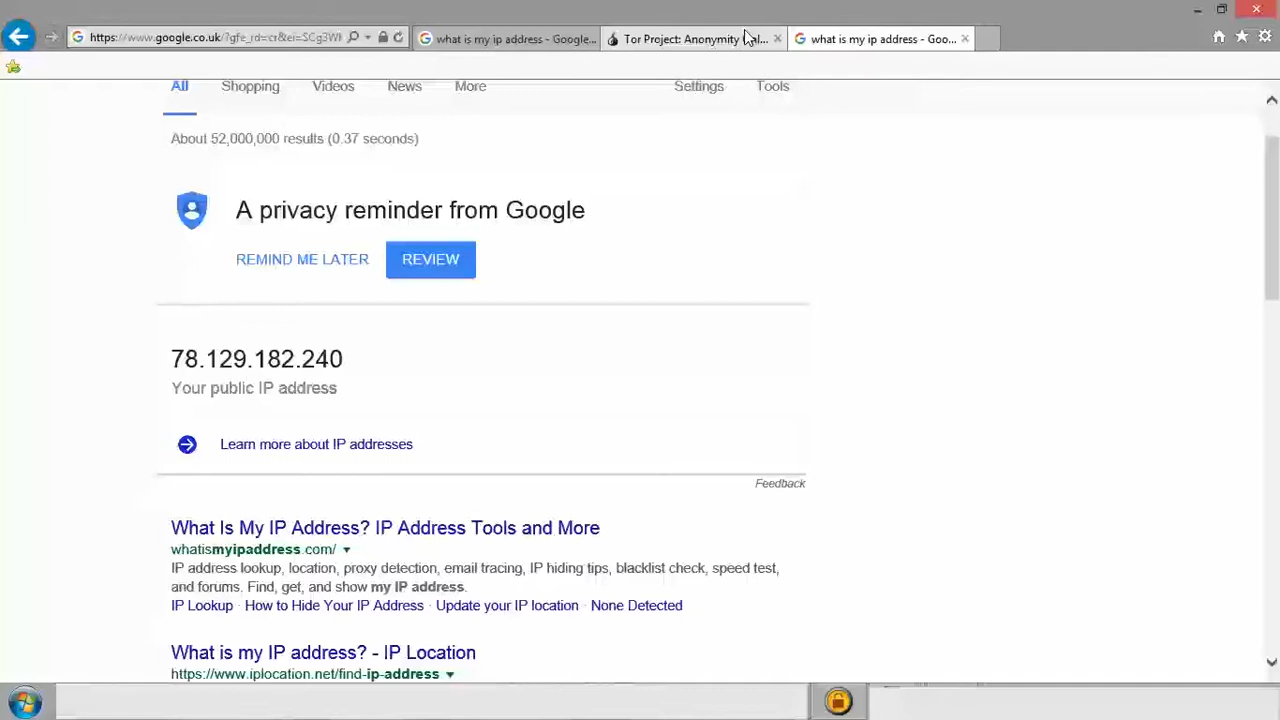 https://www.google.co.uk/?gfe_rd=cr&ei=SCg3WI
what is my ip address - Google...
Tor Project: Anonymity
what is my ip address - Goo...
All
Shopping
Videos
News
More
Settings
Tools
About 52,000,000 results (0.37 seconds)
A privacy reminder from Google
REMIND ME LATER
REVIEW
78.129.182.240
Your public IP address
Learn more about IP addresses
Feedback
What Is My IP Address? IP Address Tools and More
whatismyipaddress.com/
IP address lookup, location, proxy detection, email tracing, IP hiding tips, blacklist check, speed test,
and forums. Find, get, and show my IP address.
IP Lookup · How to Hide Your IP Address · Update your IP location · None Detected
What is my IP address? - IP Location
https://www.iplocation.net/find-ip-address